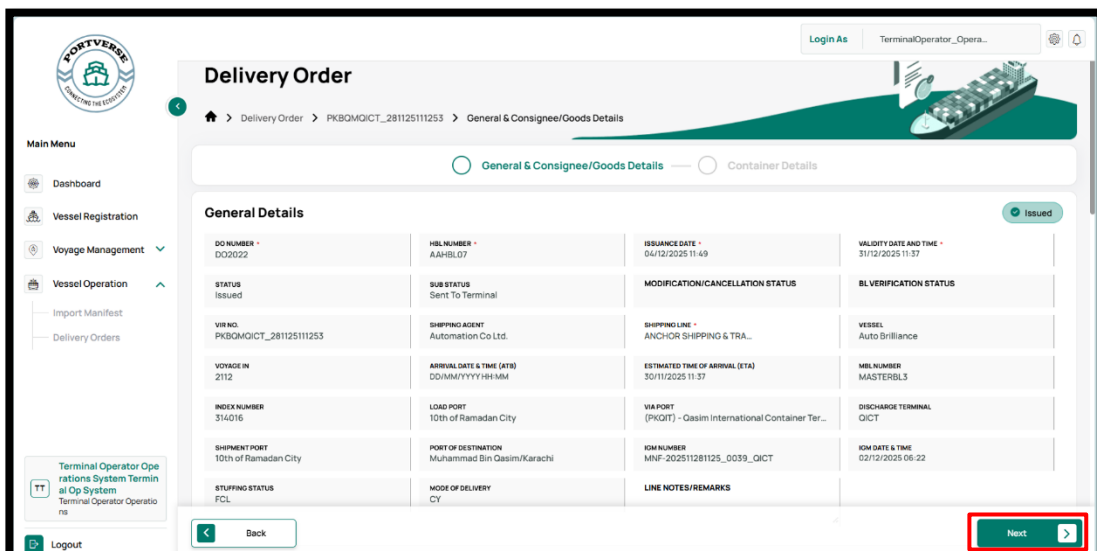 PORTVERSE
CONNECTING THE ECOSYSTEM
Login As TerminalOperator_Opera...
Delivery Order
> Delivery Order > PKBQMQICT_281125111253 > General & Consignee/Goods Details
Main Menu
General & Consignee/Goods Details Container Details
Dashboard
Vessel Registration
Voyage Management
Vessel Operation
Import Manifest
Delivery Orders
General Details
Issued
DO NUMBER * HBL NUMBER * ISSUANCE DATE * VALIDITY DATE AND TIME *
DO2022 AAHBL07 04/12/2025 11:49 31/12/2025 11:37
STATUS SUB STATUS MODIFICATION/CANCELLATION STATUS BL VERIFICATION STATUS
Issued Sent To Terminal
VIR NO. SHIPPING AGENT SHIPPING LINE * VESSEL
PKBQMQICT_281125111253 Automation Co Ltd. ANCHOR SHIPPING & TRA... Auto Brilliance
VOYAGE IN ARRIVAL DATE & TIME (ATB) ESTIMATED TIME OF ARRIVAL (ETA) MBL NUMBER
2112 DD/MM/YYYY HH:MM 30/11/2025 11:37 MASTERBL3
INDEX NUMBER LOAD PORT VIA PORT DISCHARGE TERMINAL
314016 10th of Ramadan City (PKQIT) - Qasim International Container Ter... QICT
SHIPMENT PORT PORT OF DESTINATION IGM NUMBER IGM DATE & TIME
10th of Ramadan City Muhammad Bin Qasim/Karachi MNF-202511281125_0039_QICT 02/12/2025 06:22
STUFFING STATUS MODE OF DELIVERY LINE NOTES/REMARKS
FCL CY
TT
Terminal Operator Ope
rations System Termin
al Op System
Terminal Operator Operatio
ns
Logout
Back
Next